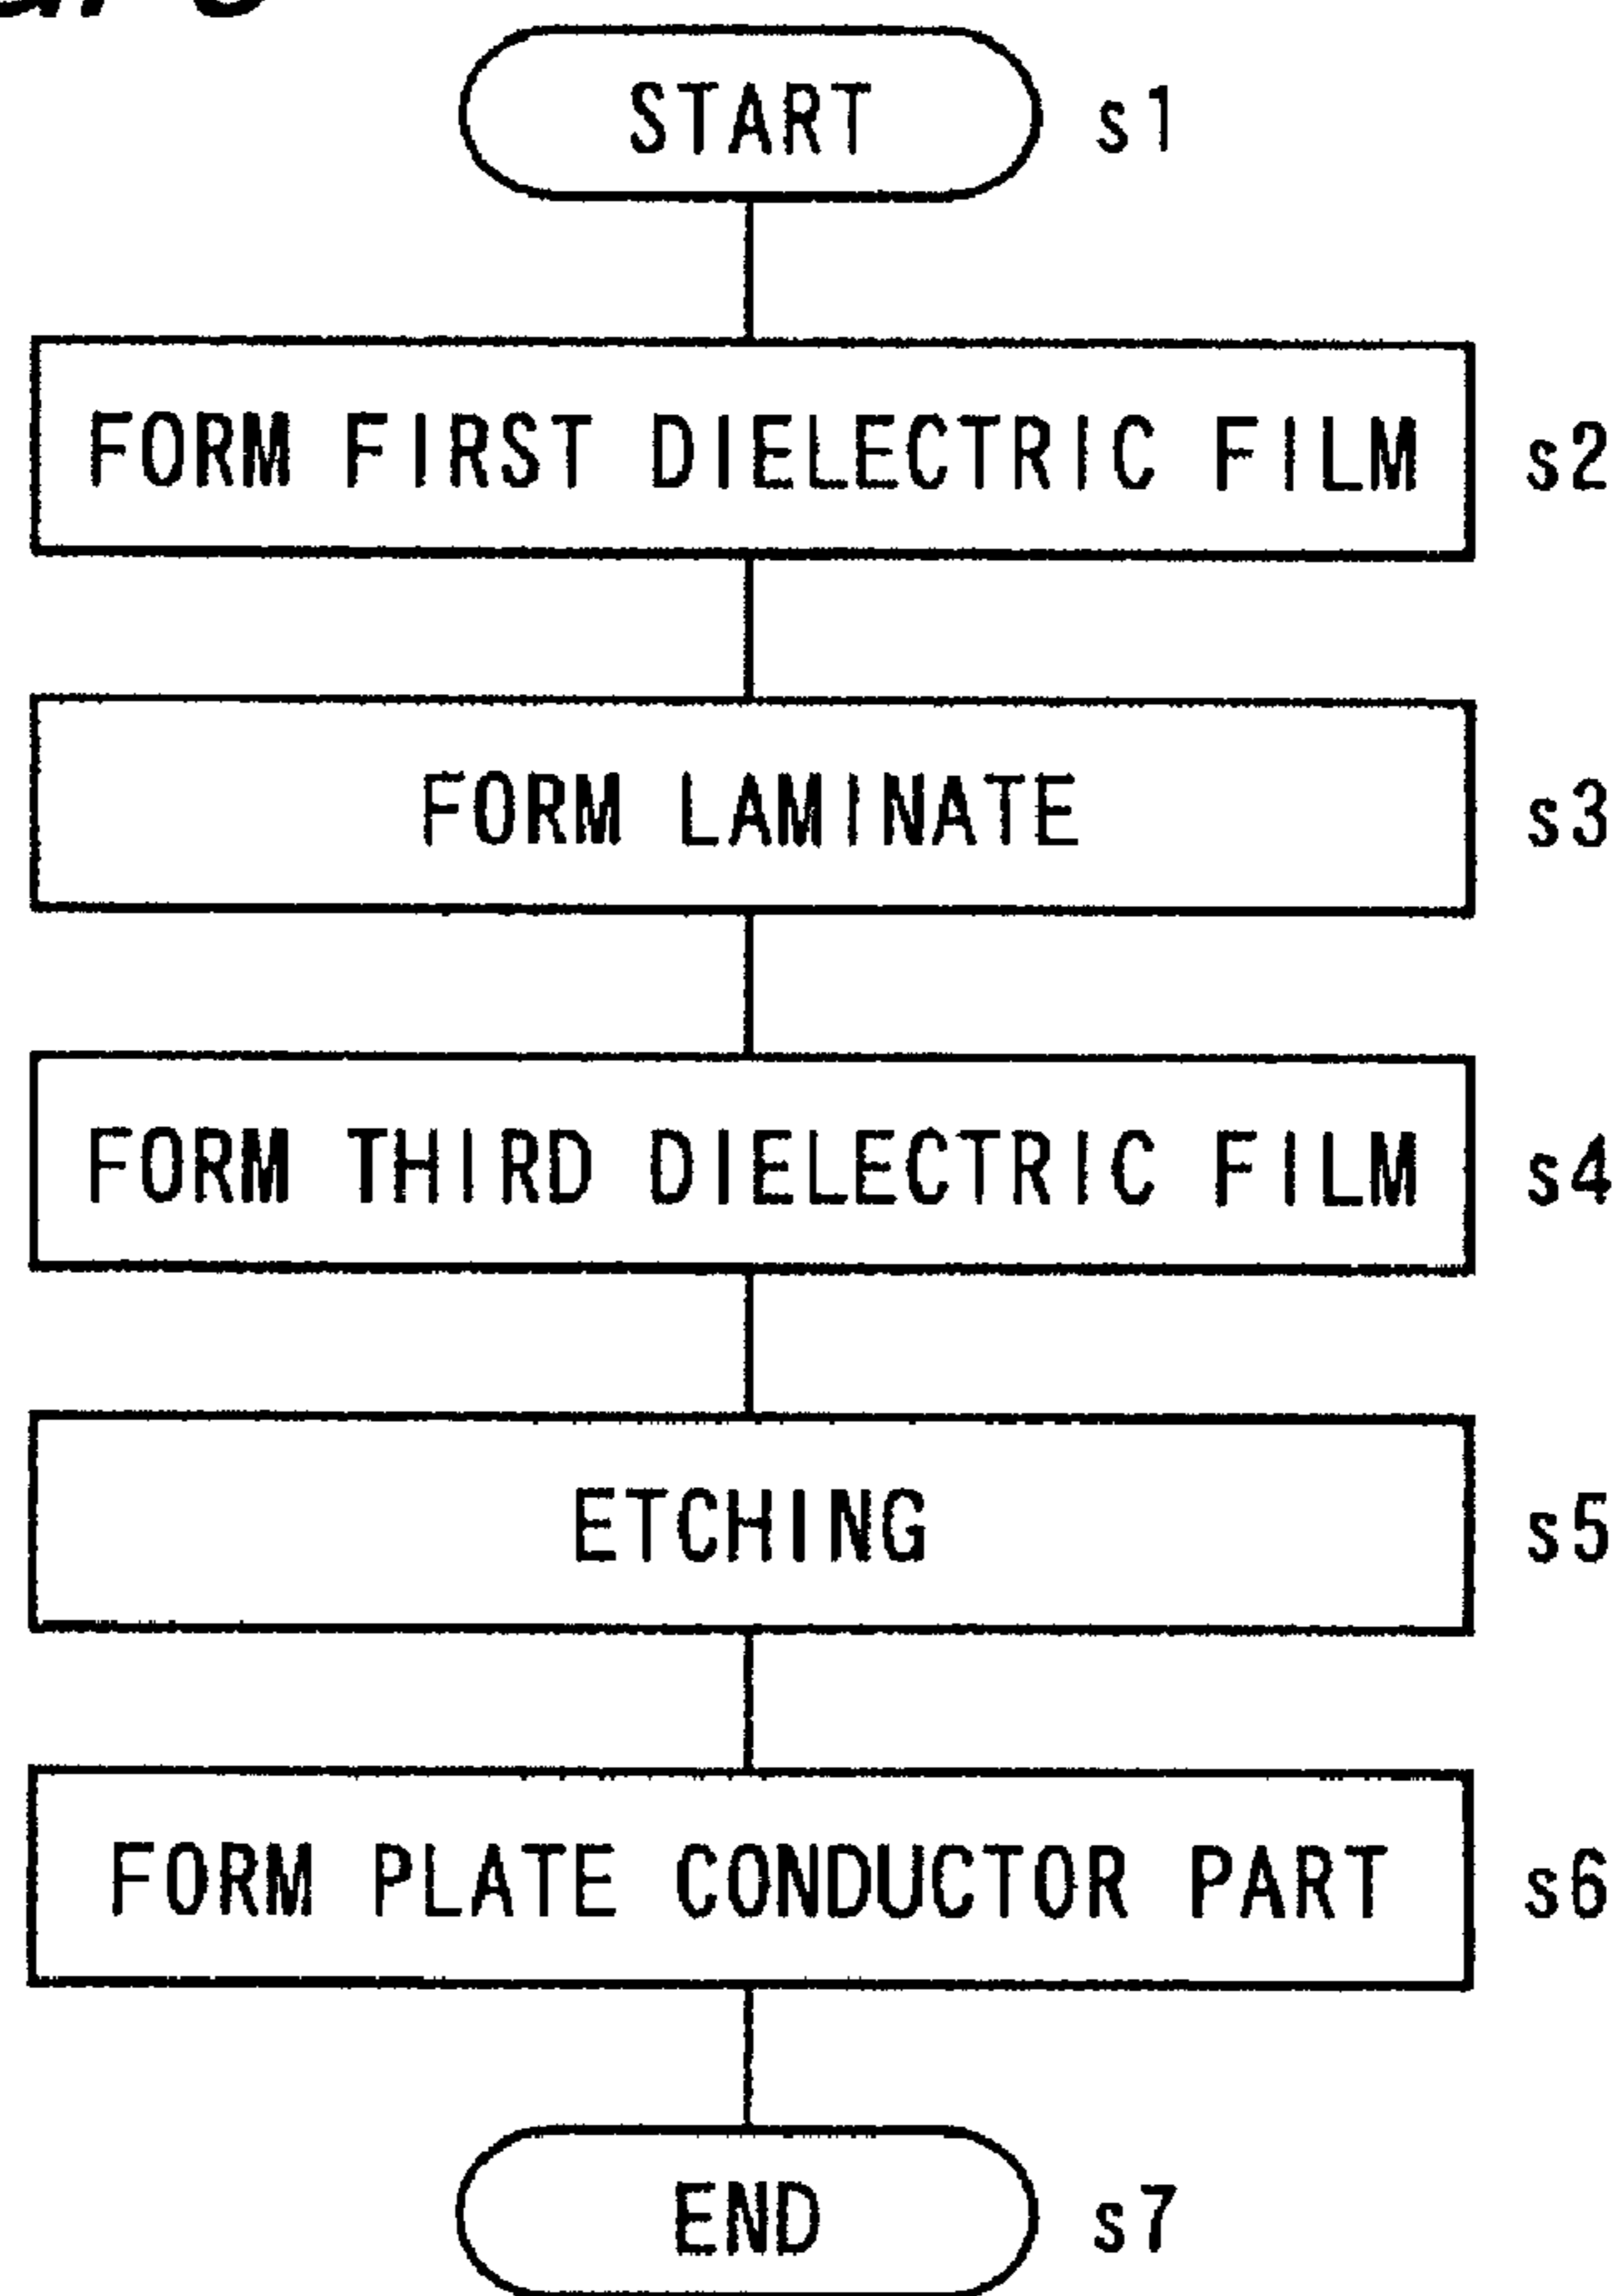 START s1
FORM FIRST DIELECTRIC FILM s2
FORM LAMINATE s3
FORM THIRD DIELECTRIC FILM s4
ETCHING s5
FORM PLATE CONDUCTOR PART s6
END s7